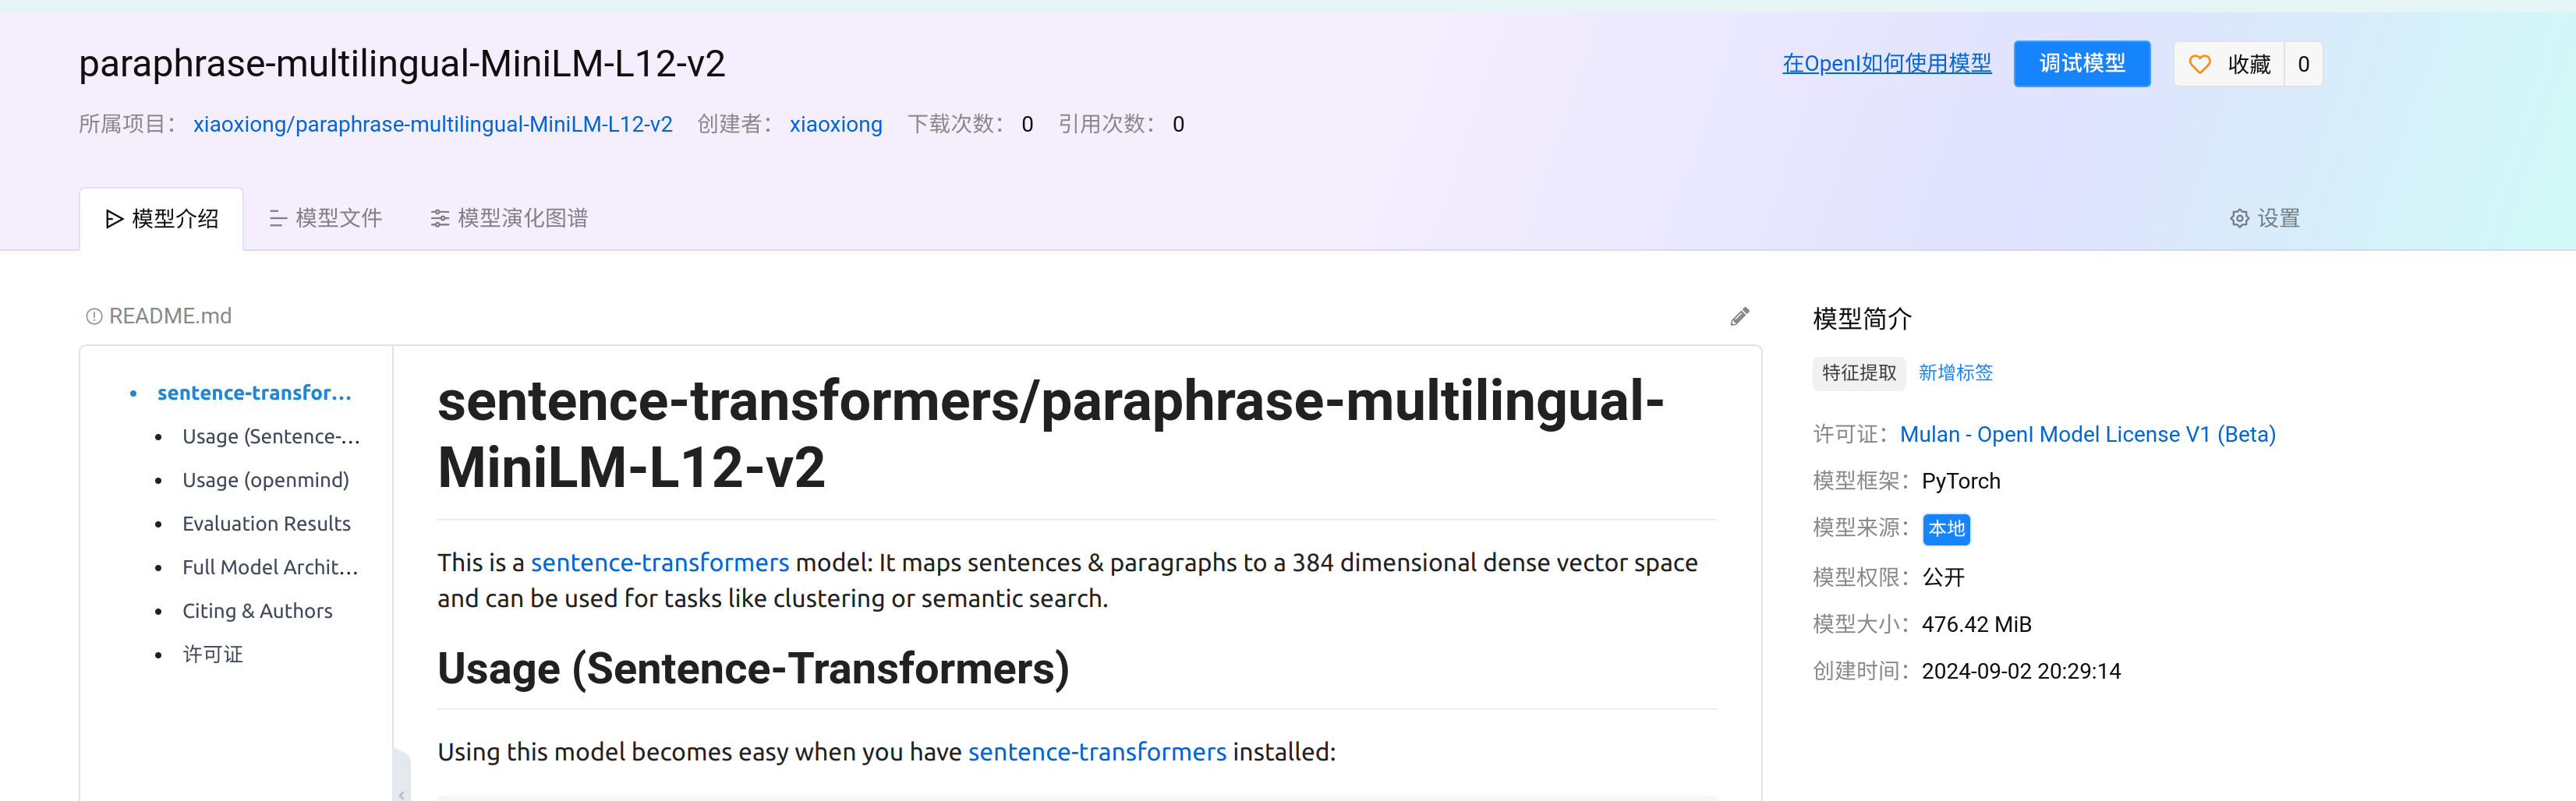 paraphrase-multilingual-MiniLM-L12-v2
在OpenI如何使用模型
调试模型
收藏 0
所属项目： xiaoxiong/paraphrase-multilingual-MiniLM-L12-v2 创建者： xiaoxiong 下载次数： 0 引用次数： 0
模型介绍 模型文件 模型演化图谱 设置
README.md
sentence-transfor...
Usage (Sentence-...
Usage (openmind)
Evaluation Results
Full Model Archit...
Citing & Authors
许可证
sentence-transformers/paraphrase-multilingual-
MiniLM-L12-v2
This is a sentence-transformers model: It maps sentences & paragraphs to a 384 dimensional dense vector space
and can be used for tasks like clustering or semantic search.
Usage (Sentence-Transformers)
Using this model becomes easy when you have sentence-transformers installed:
模型简介
特征提取 新增标签
许可证： Mulan - OpenI Model License V1 (Beta)
模型框架： PyTorch
模型来源： 本地
模型权限： 公开
模型大小： 476.42 MiB
创建时间： 2024-09-02 20:29:14